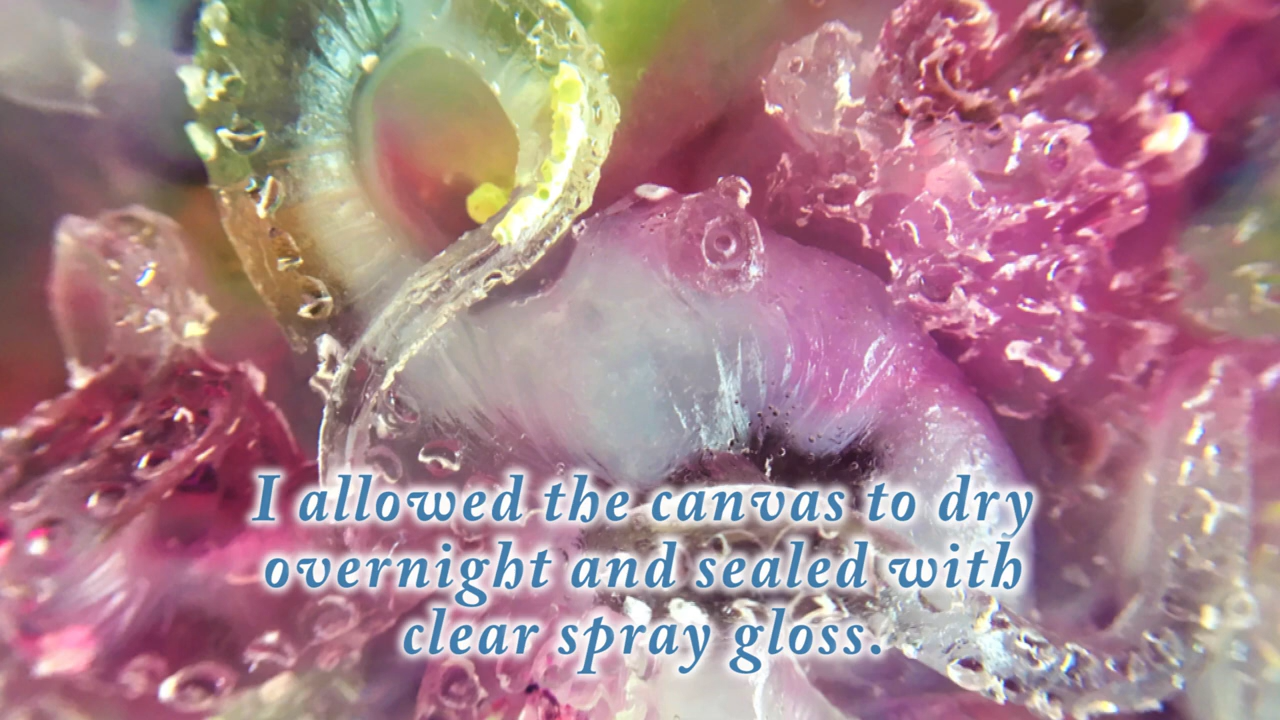 I allowed the canvas to dry
overnight and sealed with
clear spray gloss.